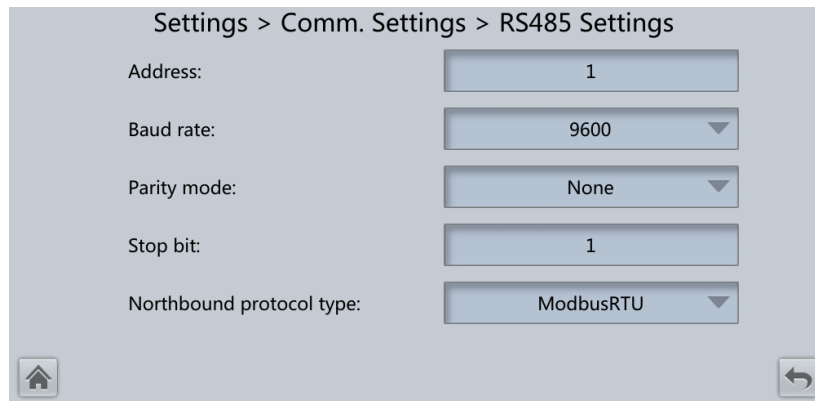 Settings > Comm. Settings > RS485 Settings
Address: 1
Baud rate: 9600
Parity mode: None
Stop bit: 1
Northbound protocol type: ModbusRTU